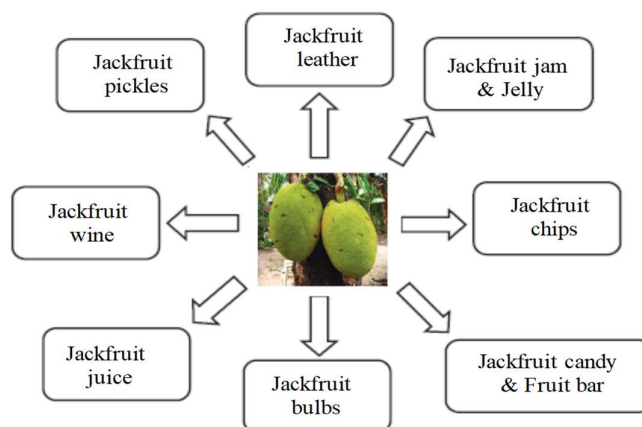 Jackfruit
pickles
Jackfruit
leather
Jackfruit jam
& Jelly
Jackfruit
wine
Jackfruit
chips
Jackfruit
juice
Jackfruit
bulbs
Jackfruit candy
& Fruit bar